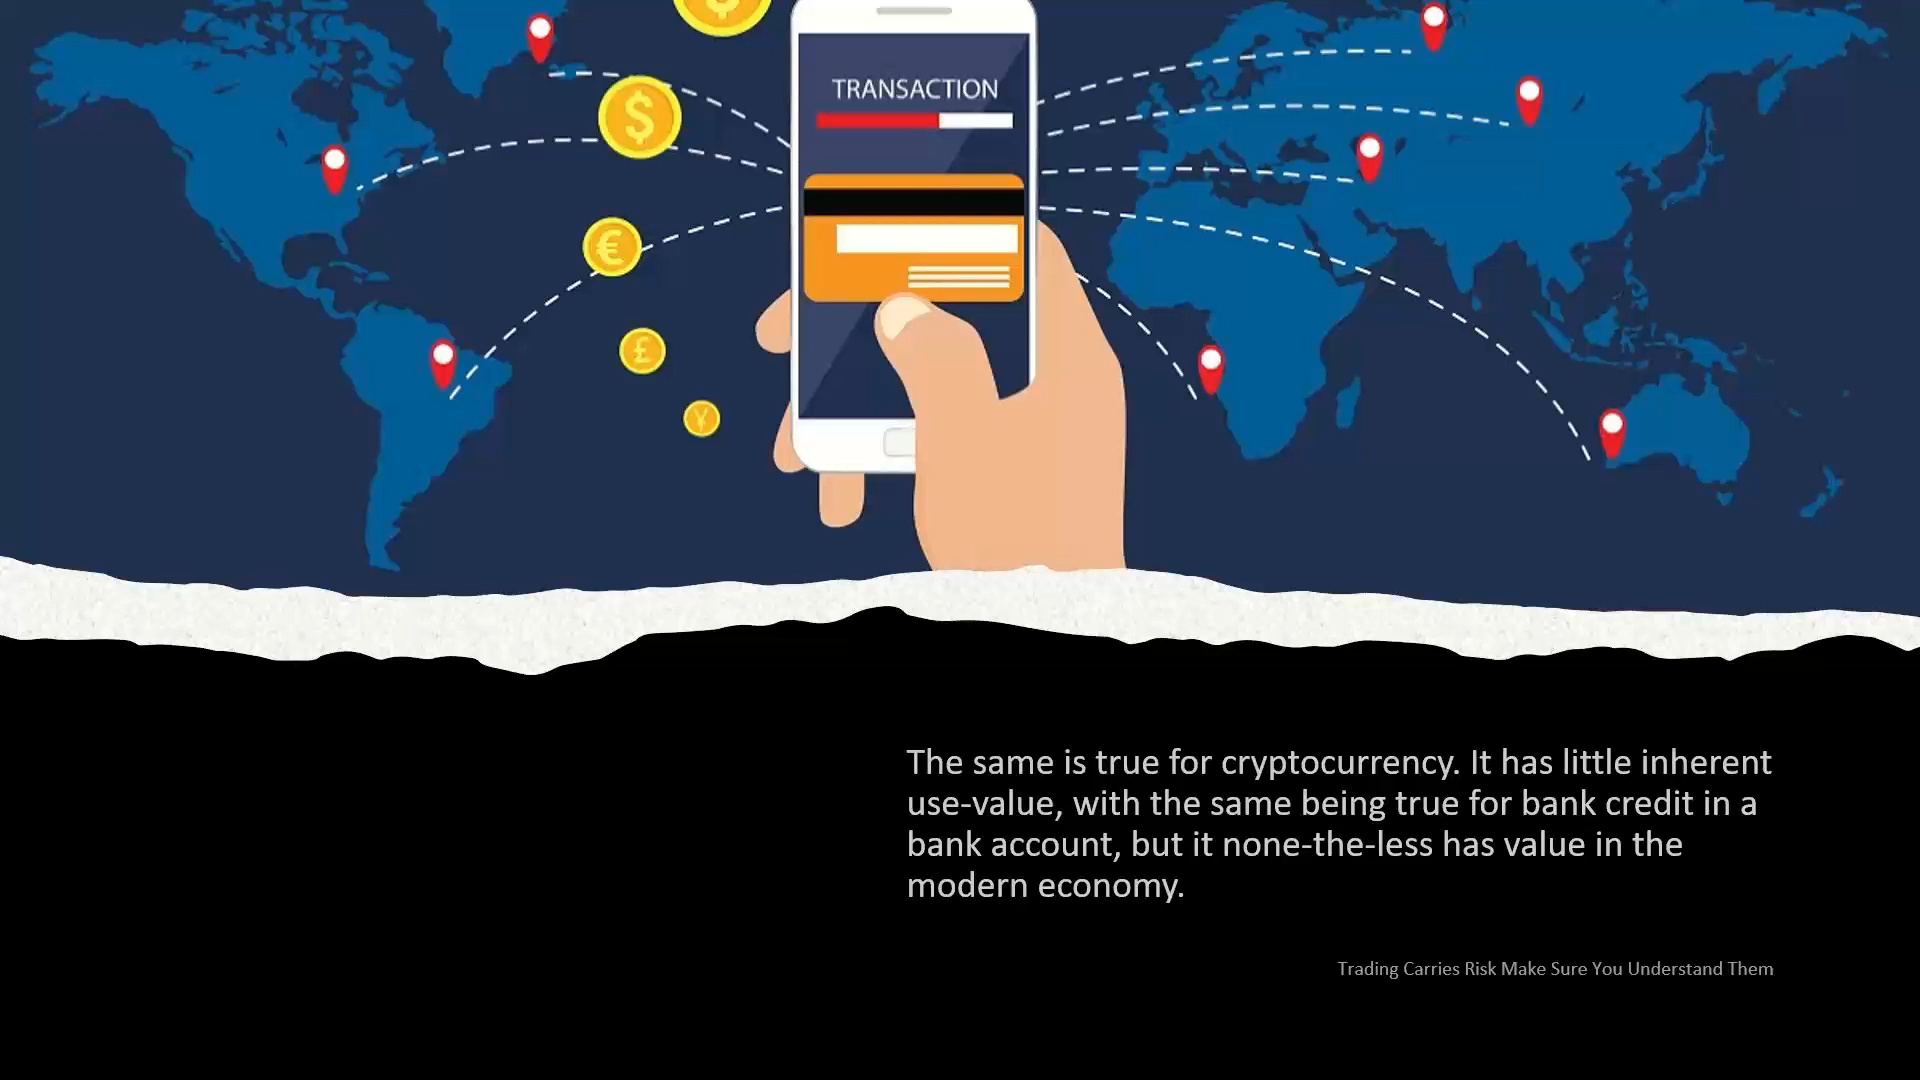 $
$
TRANSACTION
€
£
¥
The same is true for cryptocurrency. It has little inherent
use-value, with the same being true for bank credit in a
bank account, but it none-the-less has value in the
modern economy.
Trading Carries Risk Make Sure You Understand Them